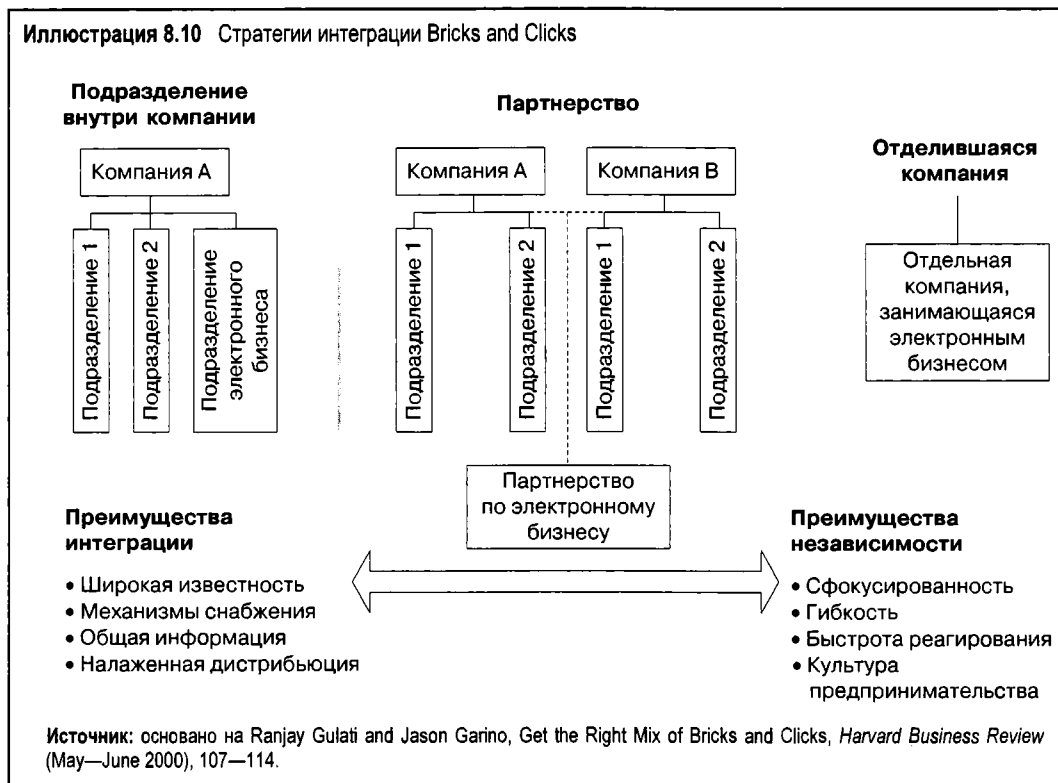 Иллюстрация 8.10 Стратегии интеграции Bricks and Clicks
Подразделение
внутри компании
Компания А
Подразделение 1
Подразделение 2
Подразделение
электронного
бизнеса
Партнерство
Компания А
Компания В
Подразделение 1
Подразделение 2
Подразделение 1
Подразделение 2
Партнерство
по электронному
бизнесу
Отделившаяся
компания
Отдельная
компания,
занимающаяся
электронным
бизнесом
Преимущества
интеграции
• Широкая известность
• Механизмы снабжения
• Общая информация
• Налаженная дистрибьюция
Преимущества
независимости
• Сфокусированность
• Гибкость
• Быстрота реагирования
• Культура
предпринимательства
Источник: основано на Ranjay Gulati and Jason Garino, Get the Right Mix of Bricks and Clicks, Harvard Business Review
(May—June 2000), 107—114.